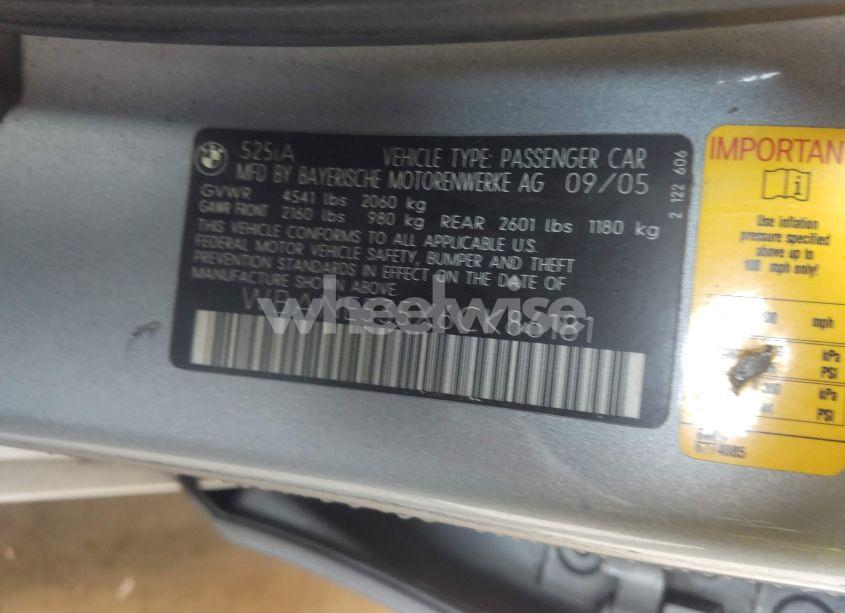 525iA
VEHICLE TYPE: PASSENGER CAR
MFD BY BAYERISCHE MOTORENWERKE AG 09/05
GVWR 4541 lbs 2060 kg
GAWR FRONT 2160 lbs 980 kg REAR 2601 lbs 1180 kg
THIS VEHICLE CONFORMS TO ALL APPLICABLE U.S.
FEDERAL MOTOR VEHICLE SAFETY, BUMPER AND THEFT
PREVENTION STANDARDS IN EFFECT ON THE DATE OF
MANUFACTURE SHOWN ABOVE
2 122 606
wheelwise
IMPORTAN
Use inflation
pressure specified
above up to
100 mph only!
mph
kPa
PSI
kPa
PSI